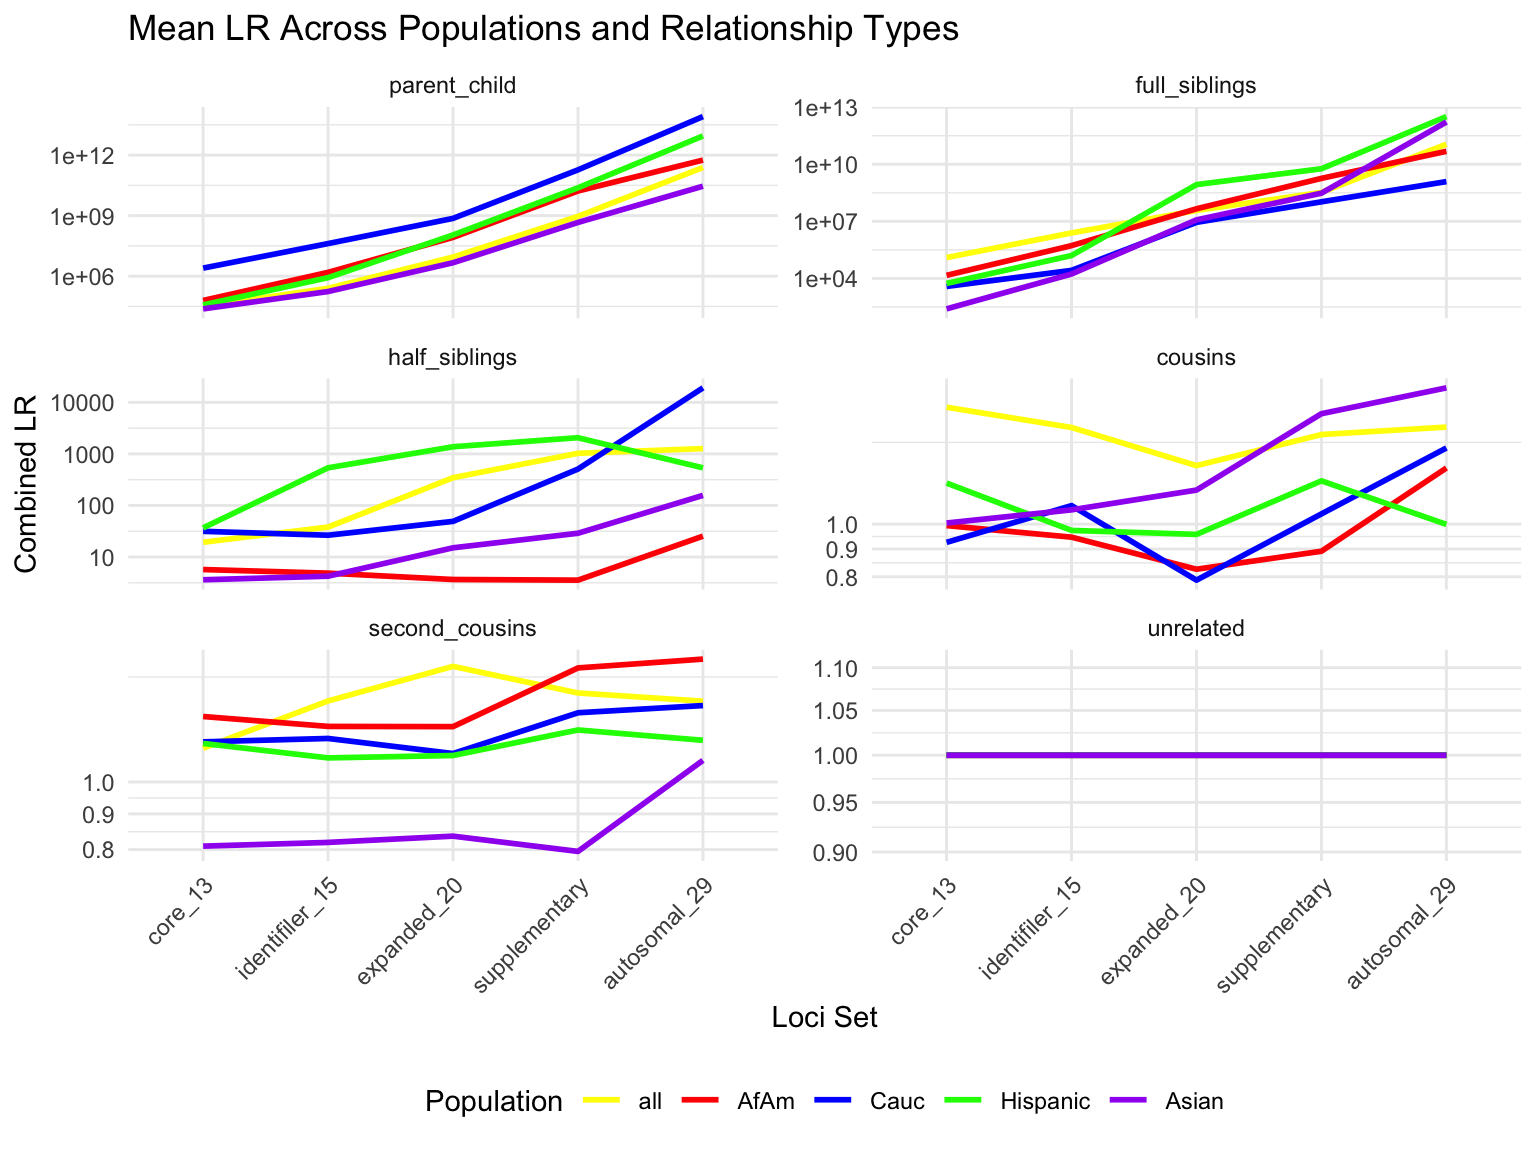 Mean LR Across Populations and Relationship Types
parent_child
1e+12
1e+09
1e+06
full_siblings
1e+13
1e+10
1e+07
1e+04
half_siblings
10000
1000
100
10
cousins
1.0
0.9
0.8
second_cousins
1.0
0.9
0.8
unrelated
1.10
1.05
1.00
0.95
0.90
Combined LR
core_13
identifiler_15
expanded_20
supplementary
autosomal_29
core_13
identifiler_15
expanded_20
supplementary
autosomal_29
Loci Set
Population all AfAm Cauc Hispanic Asian